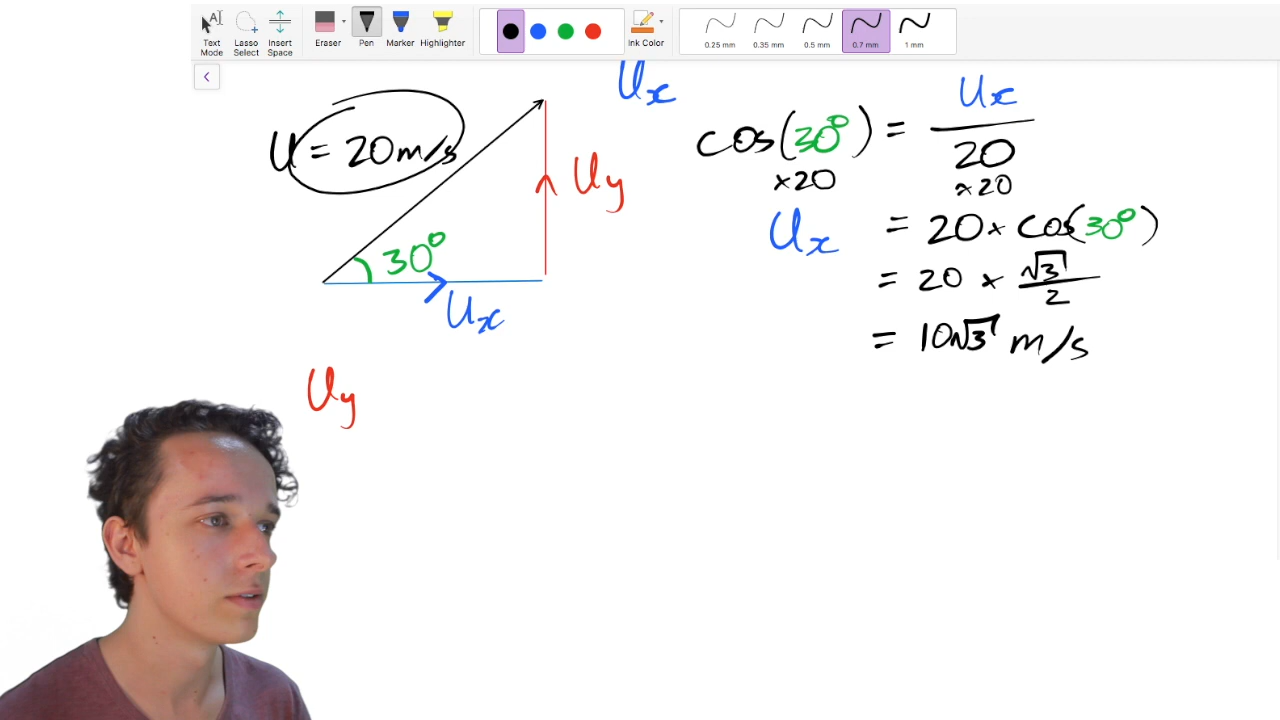 Text Mode
Lasso Select
Insert Space
Eraser
Pen
Marker
Highlighter
Ink Color
0.25 mm
0.35 mm
0.5 mm
0.7 mm
1 mm
Ux
U = 20m/s
Uy
30°
Ux
cos(30°) = Ux/20
×20 ×20
Ux = 20 × cos(30°)
= 20 × √3/2
= 10√3 m/s
Uy